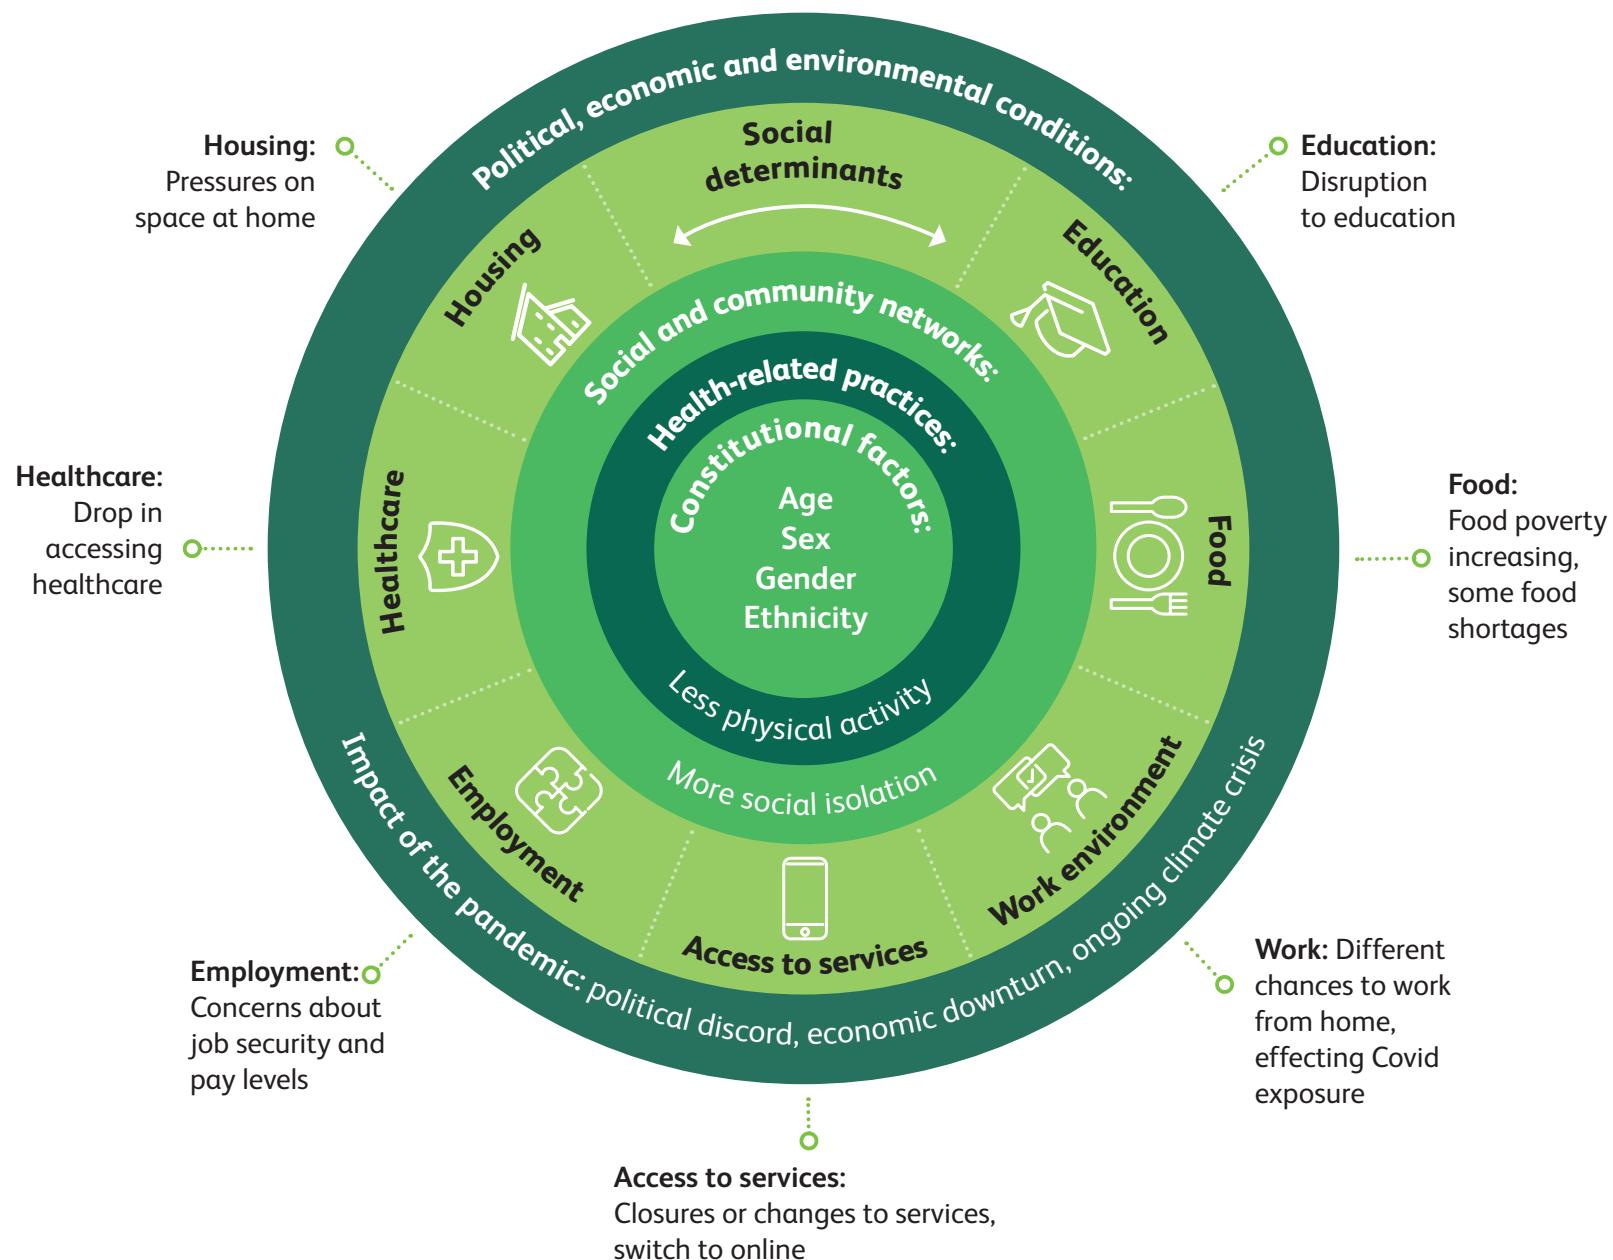 Political, economic and environmental conditions:
Social
determinants
Housing:
Pressures on
space at home
Education:
Disruption
to education
Housing
Education
Social and community networks:
Health-related practices:
Constitutional factors:
Age
Sex
Gender
Ethnicity
Healthcare:
Drop in
accessing
healthcare
Healthcare
Food
Food:
Food poverty
increasing,
some food
shortages
Less physical activity
More social isolation
Employment
Access to services
Work environment
Impact of the pandemic: political discord, economic downturn, ongoing climate crisis
Employment:
Concerns about
job security and
pay levels
Work: Different
chances to work
from home,
effecting Covid
exposure
Access to services:
Closures or changes to services,
switch to online